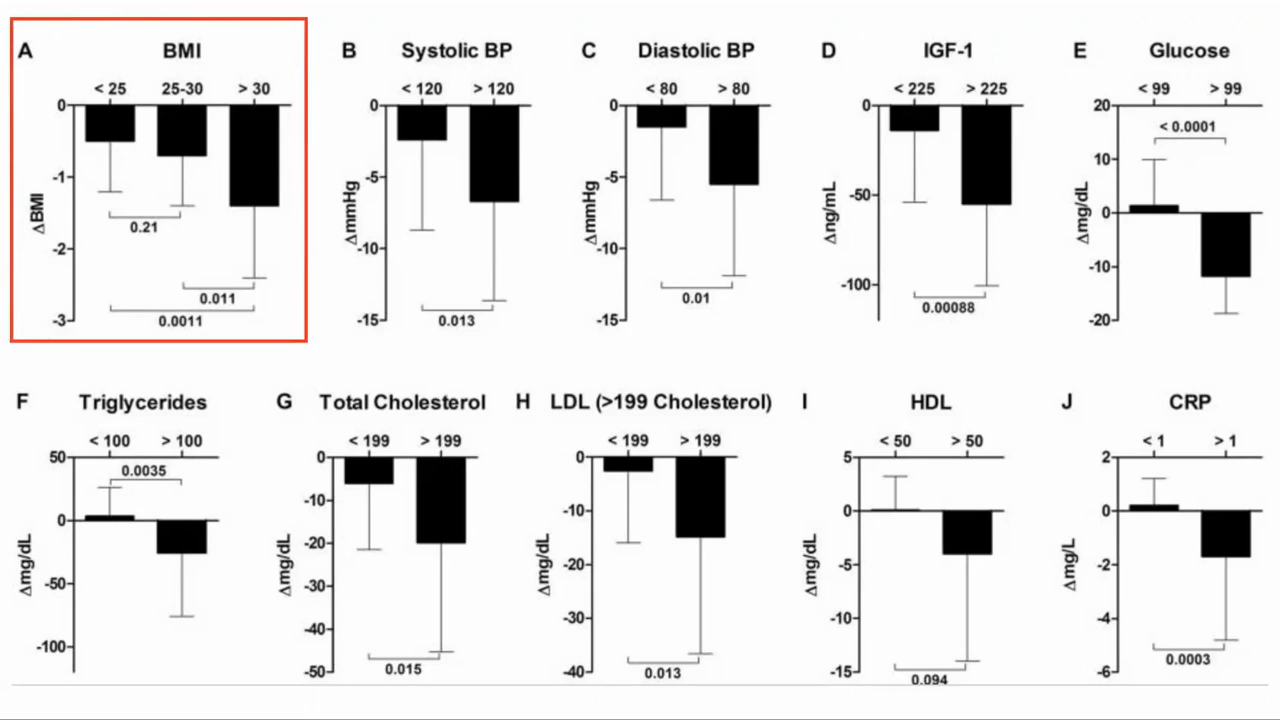 A BMI
< 25 25-30 > 30
0
-1
-2
-3
ΔBMI
0.21
0.011
0.0011
B Systolic BP
< 120 > 120
0
-5
-10
-15
ΔmmHg
0.013
C Diastolic BP
< 80 > 80
0
-5
-10
-15
ΔmmHg
0.01
D IGF-1
< 225 > 225
0
-50
-100
Δng/mL
0.00088
E Glucose
< 99 > 99
20
10
0
-10
-20
Δmg/dL
< 0.0001
F Triglycerides
< 100 > 100
50
0
-50
-100
Δmg/dL
0.0035
G Total Cholesterol
< 199 > 199
0
-10
-20
-30
-40
-50
Δmg/dL
0.015
H LDL (>199 Cholesterol)
< 199 > 199
0
-10
-20
-30
-40
Δmg/dL
0.013
I HDL
< 50 > 50
5
0
-5
-10
-15
Δmg/dL
0.094
J CRP
< 1 > 1
2
0
-2
-4
-6
Δmg/L
0.0003